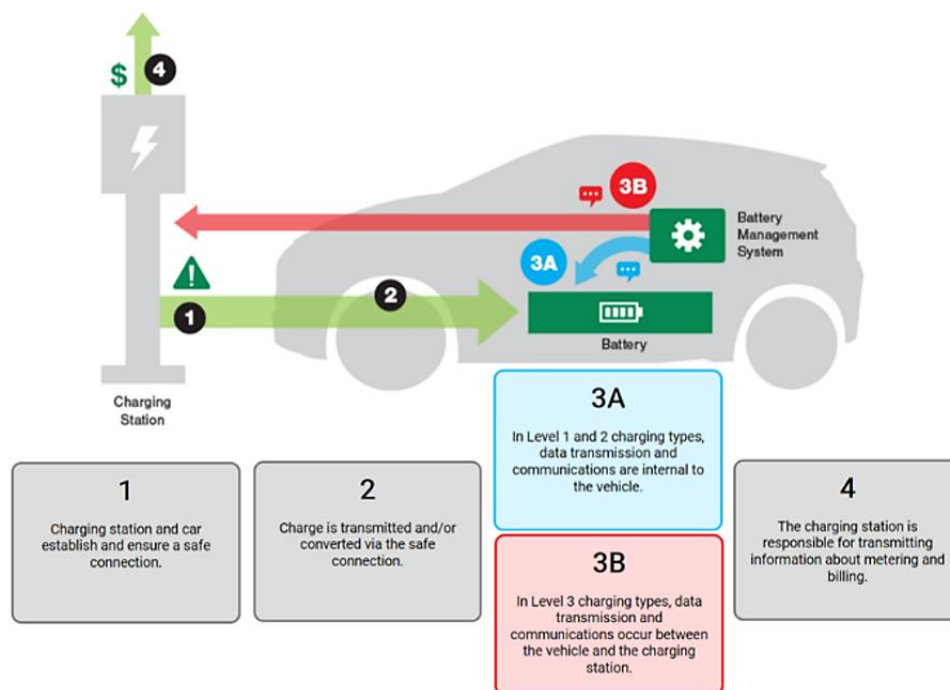 $ 4
3B
Battery
Management
System
3A
1
2
Battery
Charging
Station
1
Charging station and car
establish and ensure a safe
connection.
2
Charge is transmitted and/or
converted via the safe
connection.
3A
In Level 1 and 2 charging types,
data transmission and
communications are internal to
the vehicle.
3B
In Level 3 charging types, data
transmission and
communications occur between
the vehicle and the charging
station.
4
The charging station is
responsible for transmitting
information about metering and
billing.